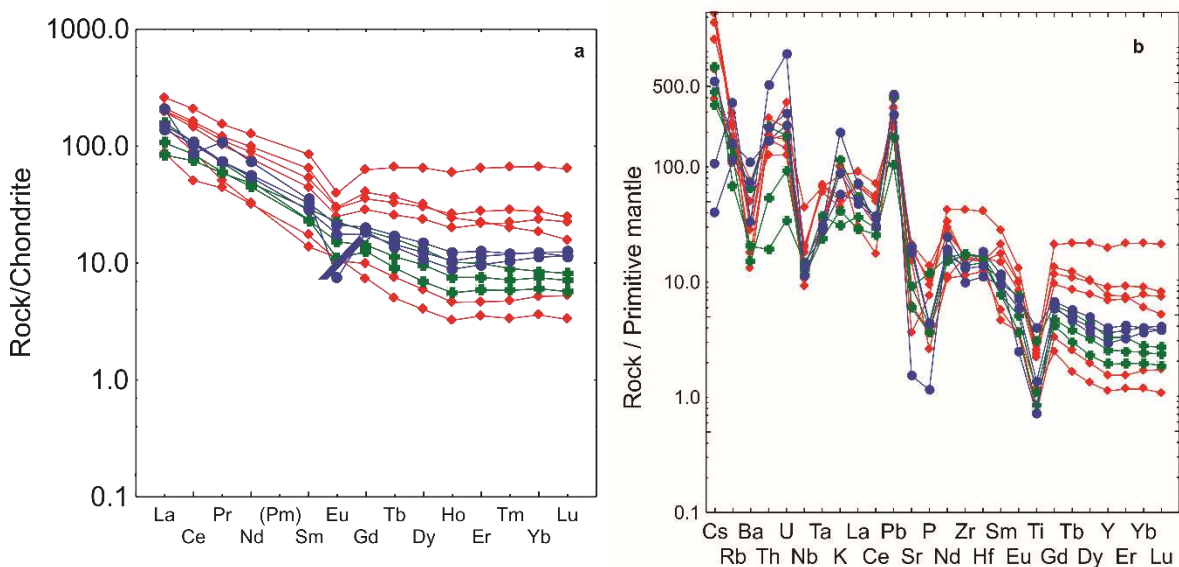 a
1000.0
100.0
10.0
1.0
0.1
Rock/Chondrite
La Pr (Pm) Eu Tb Ho Tm Lu
Ce Nd Sm Gd Dy Er Yb
b
500.0
100.0
10.0
1.0
0.1
Rock / Primitive mantle
Cs Ba U Ta La Pb P Zr Sm Ti Tb Y Yb
Rb Th Nb K Ce Sr Nd Hf Eu Gd Dy Er Lu